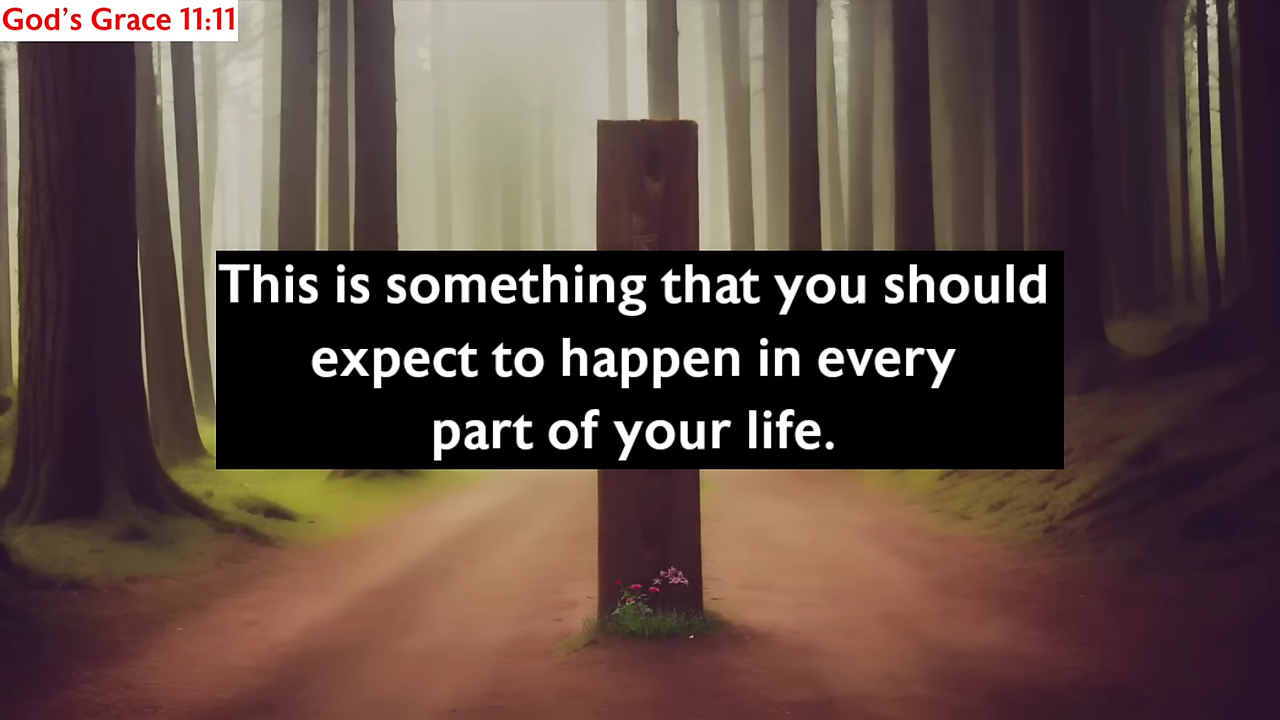 God's Grace 11:11
This is something that you should
expect to happen in every
part of your life.